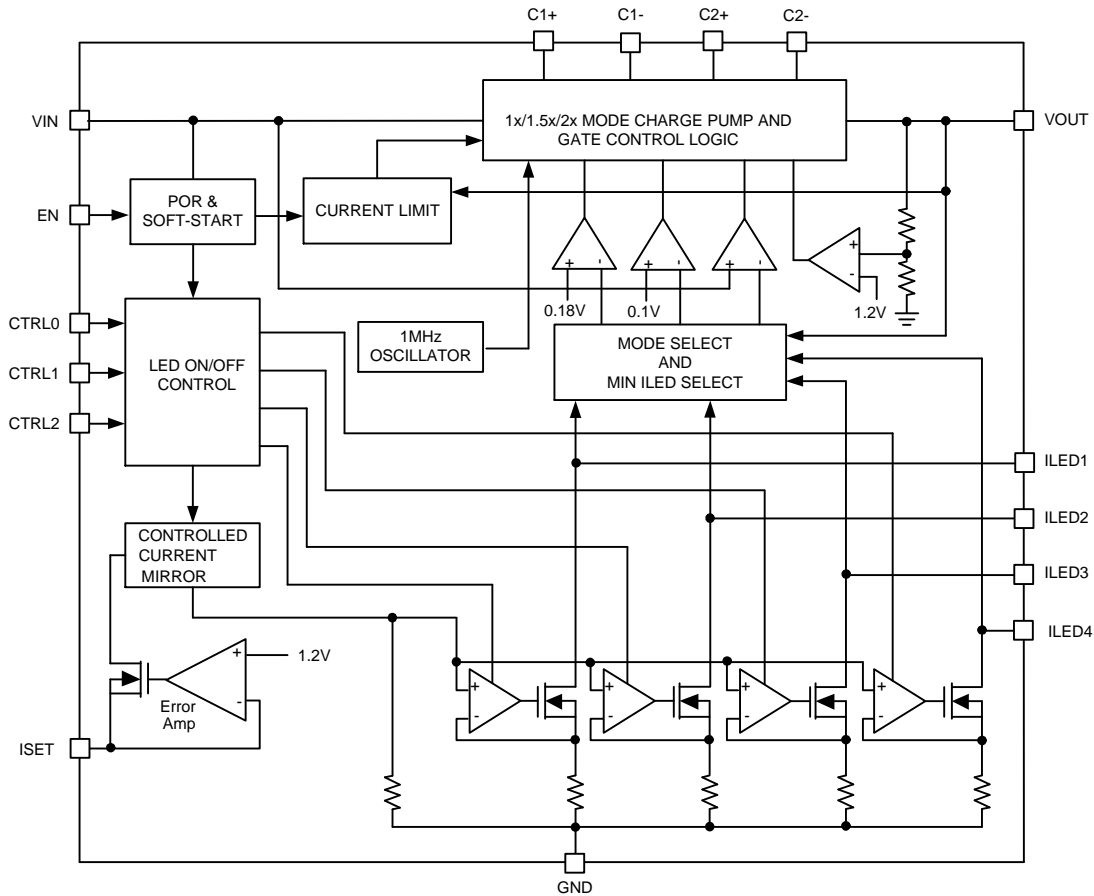 C1+
C1-
C2+
C2-
VIN
1x/1.5x/2x MODE CHARGE PUMP AND
GATE CONTROL LOGIC
VOUT
EN
POR &
SOFT-START
CURRENT LIMIT
+
-
+
-
+
-
+
-
0.18V
0.1V
1.2V
CTRL0
CTRL1
CTRL2
LED ON/OFF
CONTROL
1MHz
OSCILLATOR
MODE SELECT
AND
MIN ILED SELECT
ILED1
ILED2
ILED3
ILED4
CONTROLLED
CURRENT
MIRROR
+
-
1.2V
Error
Amp
ISET
+
-
+
-
+
-
+
-
GND